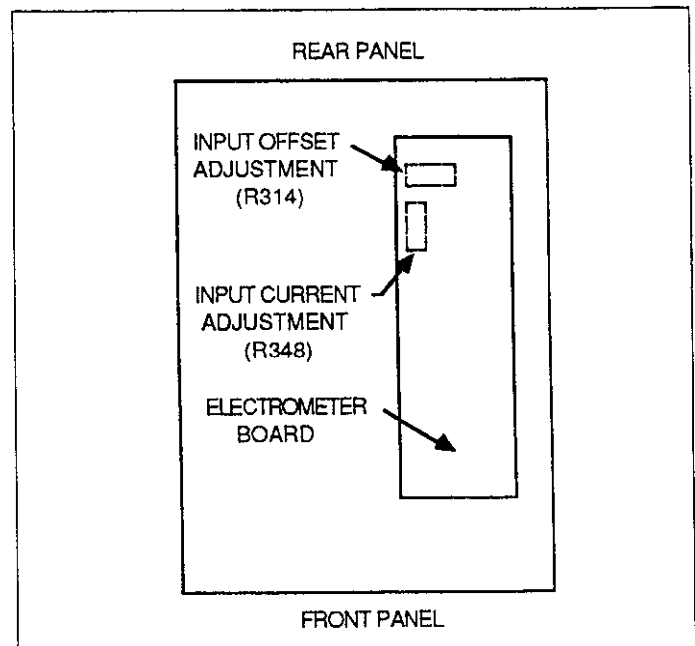 REAR PANEL
INPUT OFFSET
ADJUSTMENT
(R314)
INPUT CURRENT
ADJUSTMENT
(R348)
ELECTROMETER
BOARD
FRONT PANEL